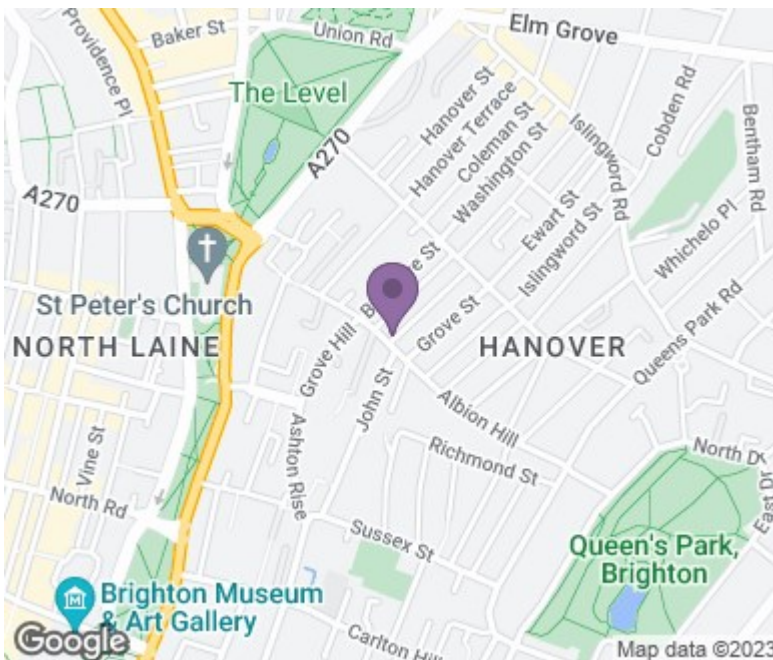 Providence Pl
Baker St
Union Rd
Elm Grove
The Level
A270
Hanover St
Hanover Terrace
Coleman St
Washington St
Islingword Rd
Cobden Rd
Bentham Rd
A270
Ewart St
Islingword St
Whichelo Pl
St Peter's Church
Grove St
Queens Park Rd
NORTH LAINE
HANOVER
Grove Hill
John St
Albion Hill
Vine St
Ashton Rise
Richmond St
North
North Rd
Sussex St
Queen's Park,
Brighton
Brighton Museum
& Art Gallery
Carlton Hill
Google
Map data ©2023